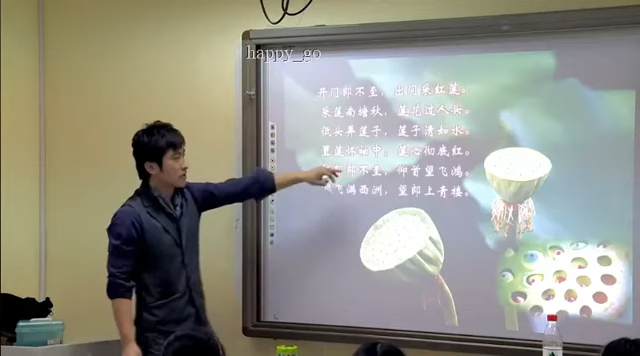 happy_go
开门郎不至，出门采红莲。
采莲南塘秋，莲花过人头。
低头弄莲子，莲子清如水。
置莲怀袖中，莲心彻底红。
郎不至，仰首望飞鸿。
飞满西洲，望郎上青楼。